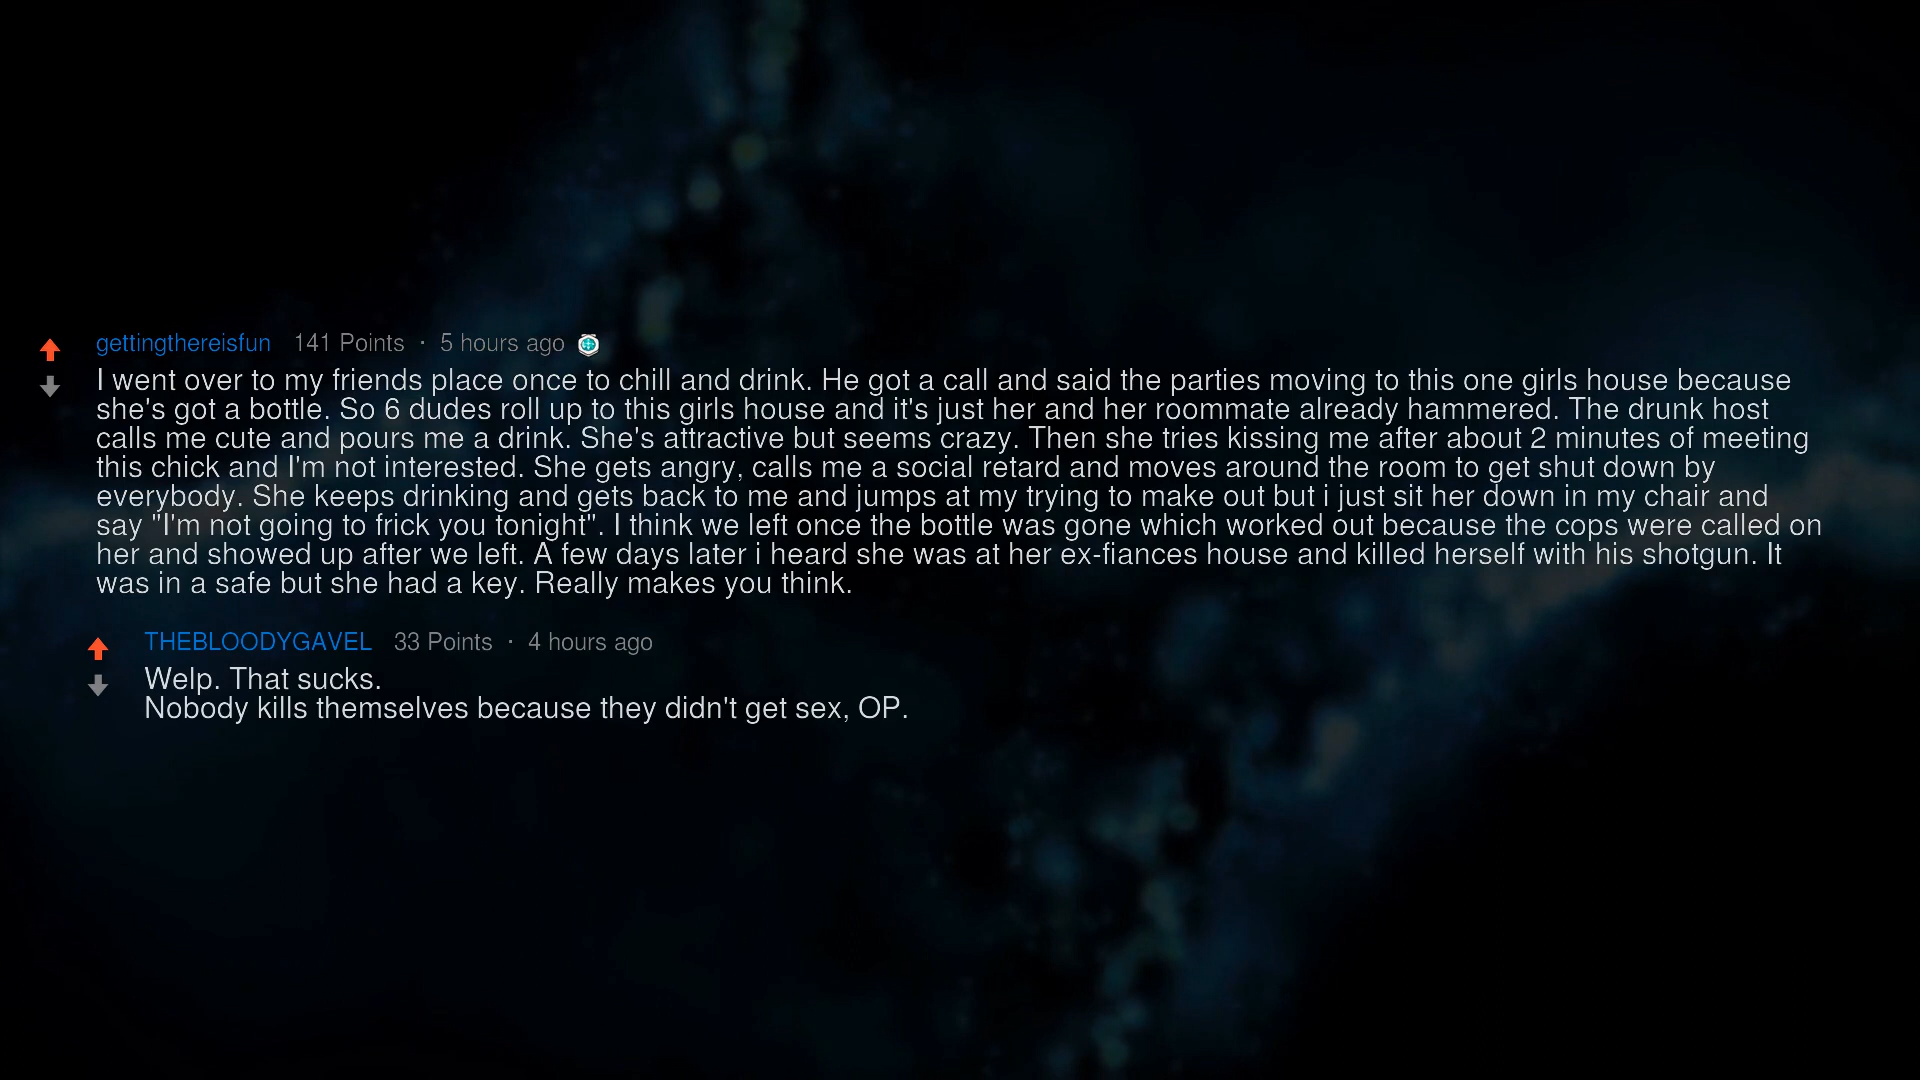 gettingthereisfun 141 Points · 5 hours ago
I went over to my friends place once to chill and drink. He got a call and said the parties moving to this one girls house because
she's got a bottle. So 6 dudes roll up to this girls house and it's just her and her roommate already hammered. The drunk host
calls me cute and pours me a drink. She's attractive but seems crazy. Then she tries kissing me after about 2 minutes of meeting
this chick and I'm not interested. She gets angry, calls me a social retard and moves around the room to get shut down by
everybody. She keeps drinking and gets back to me and jumps at my trying to make out but i just sit her down in my chair and
say "I'm not going to frick you tonight". I think we left once the bottle was gone which worked out because the cops were called on
her and showed up after we left. A few days later i heard she was at her ex-fiances house and killed herself with his shotgun. It
was in a safe but she had a key. Really makes you think.
THEBLOODYGAVEL 33 Points · 4 hours ago
Welp. That sucks.
Nobody kills themselves because they didn't get sex, OP.